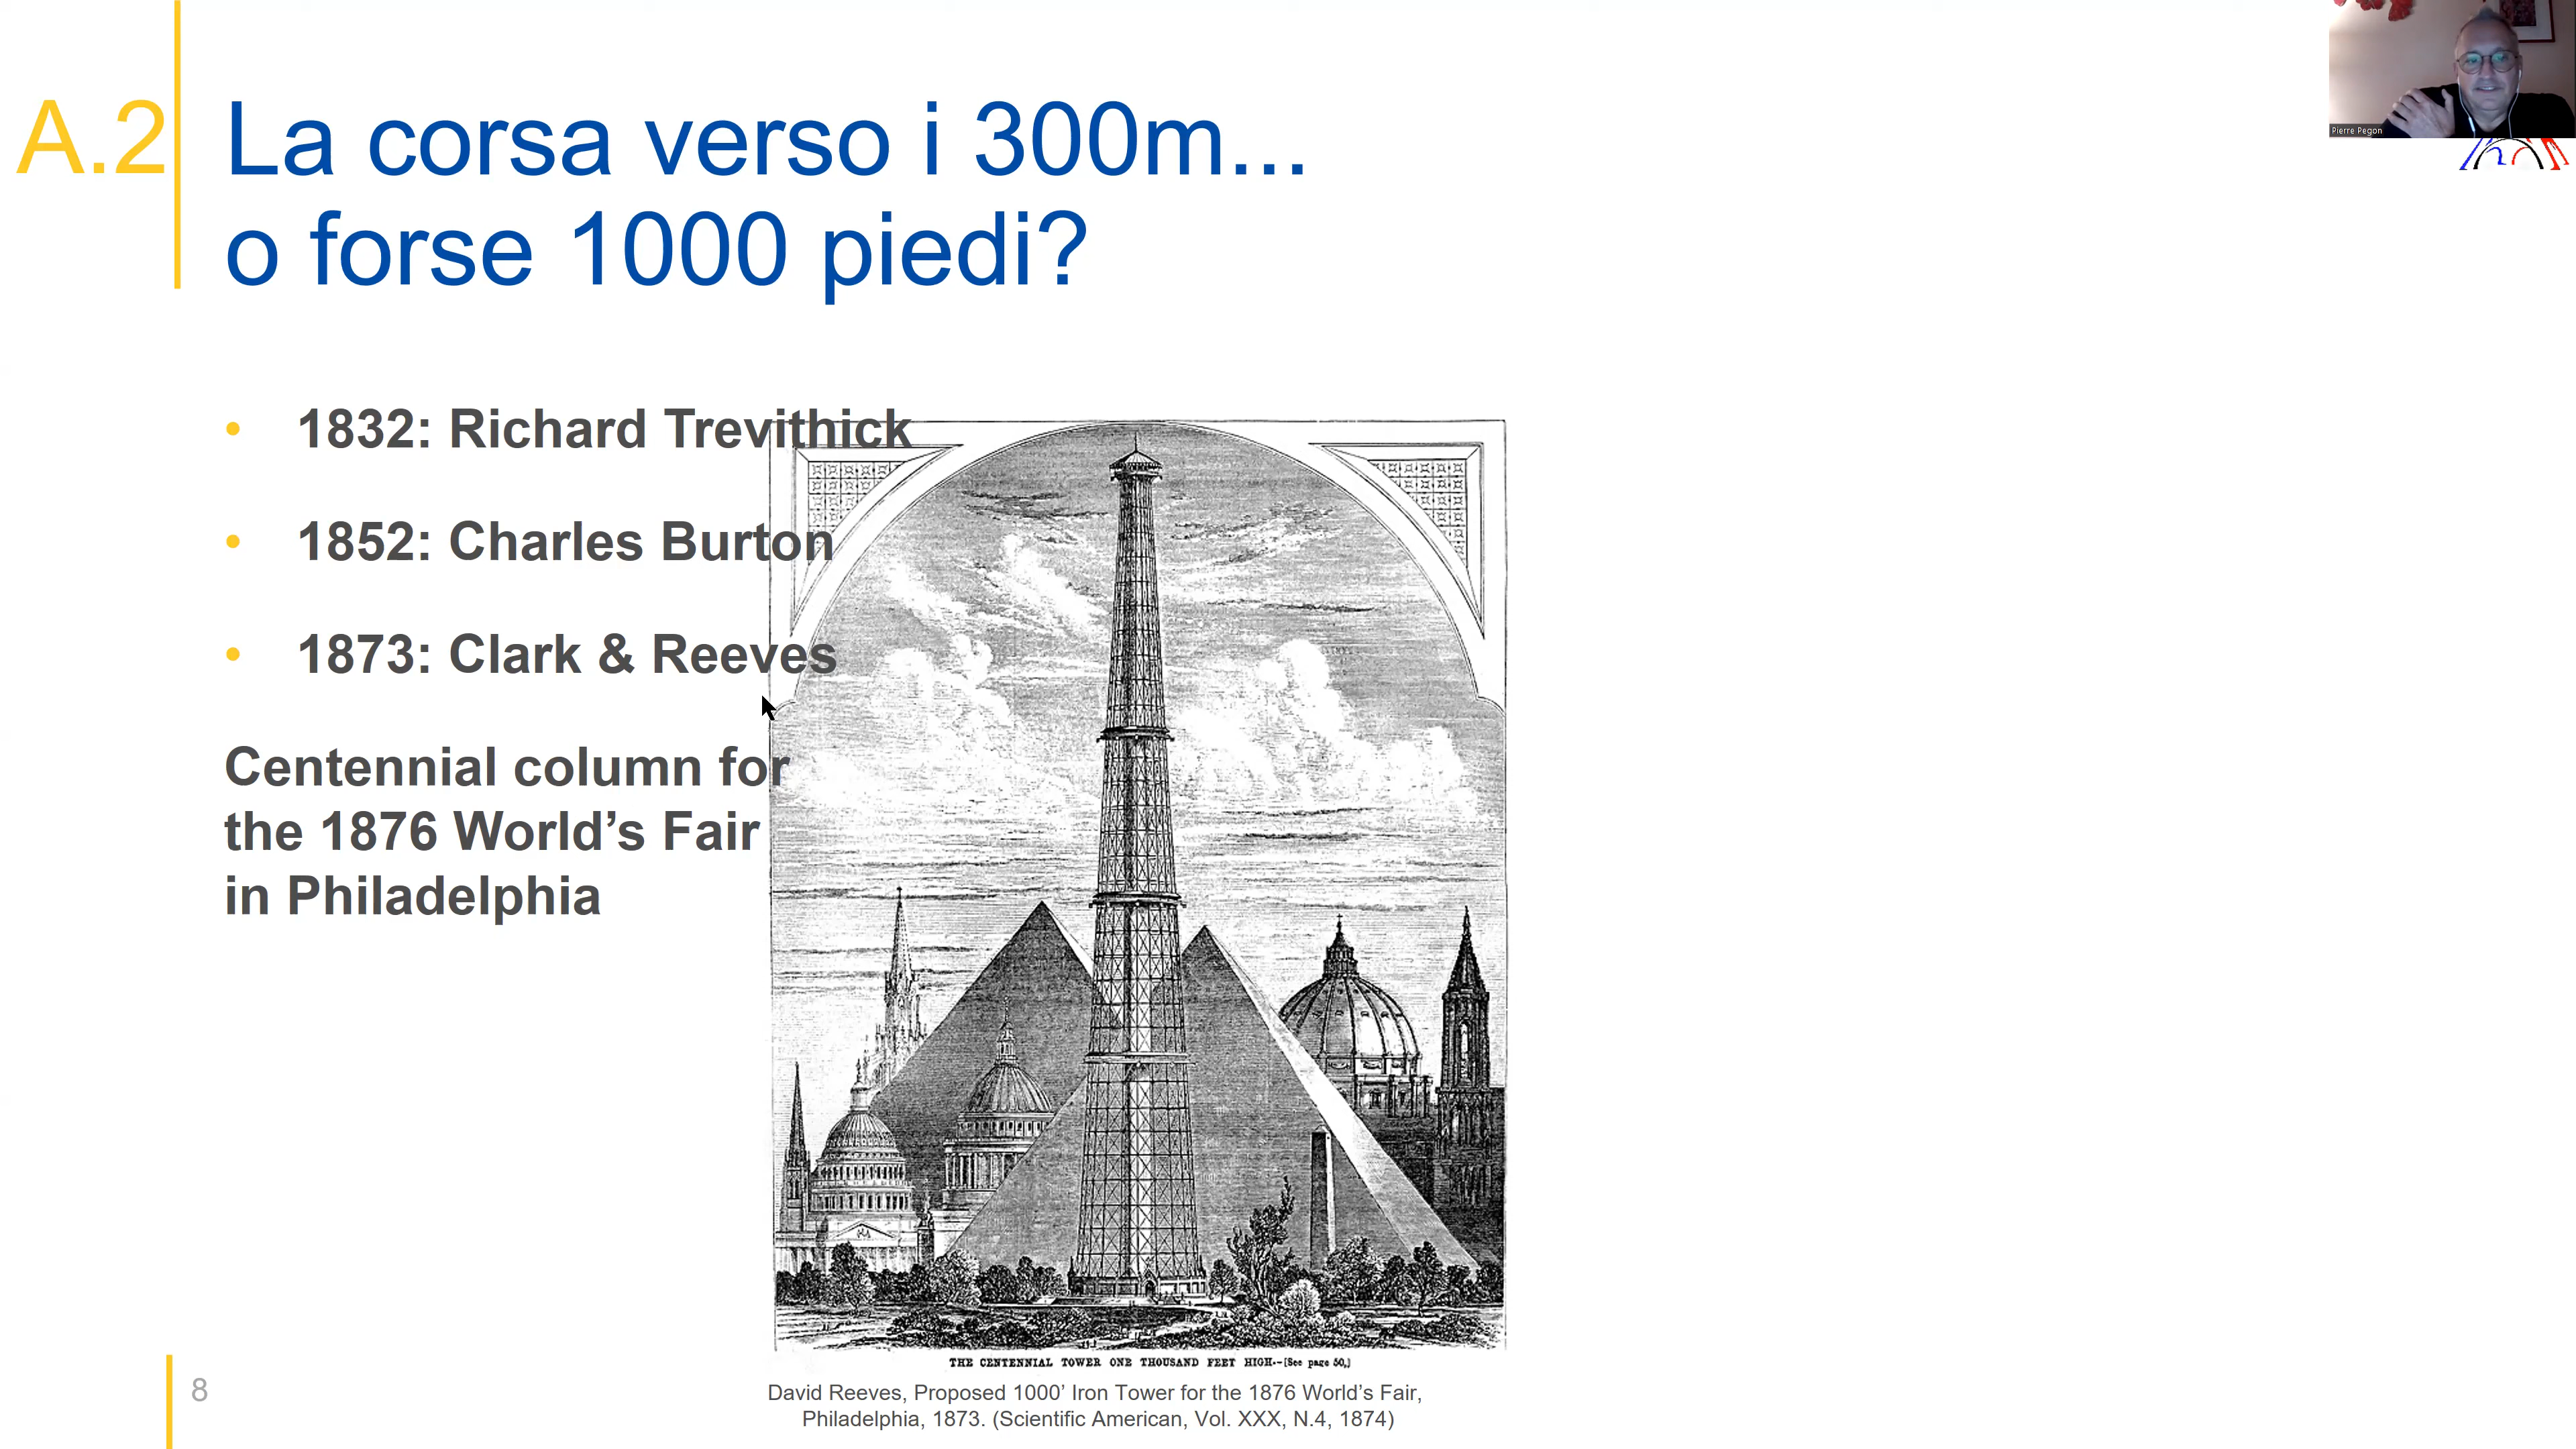 A.2
La corsa verso i 300m...
o forse 1000 piedi?
Pierre Pegon
• 1832: Richard Trevithick
• 1852: Charles Burton
• 1873: Clark & Reeves
Centennial column for
the 1876 World’s Fair
in Philadelphia
THE CENTENNIAL TOWER ONE THOUSAND FEET HIGH.--[See page 50,]
David Reeves, Proposed 1000’ Iron Tower for the 1876 World’s Fair,
Philadelphia, 1873. (Scientific American, Vol. XXX, N.4, 1874)
8